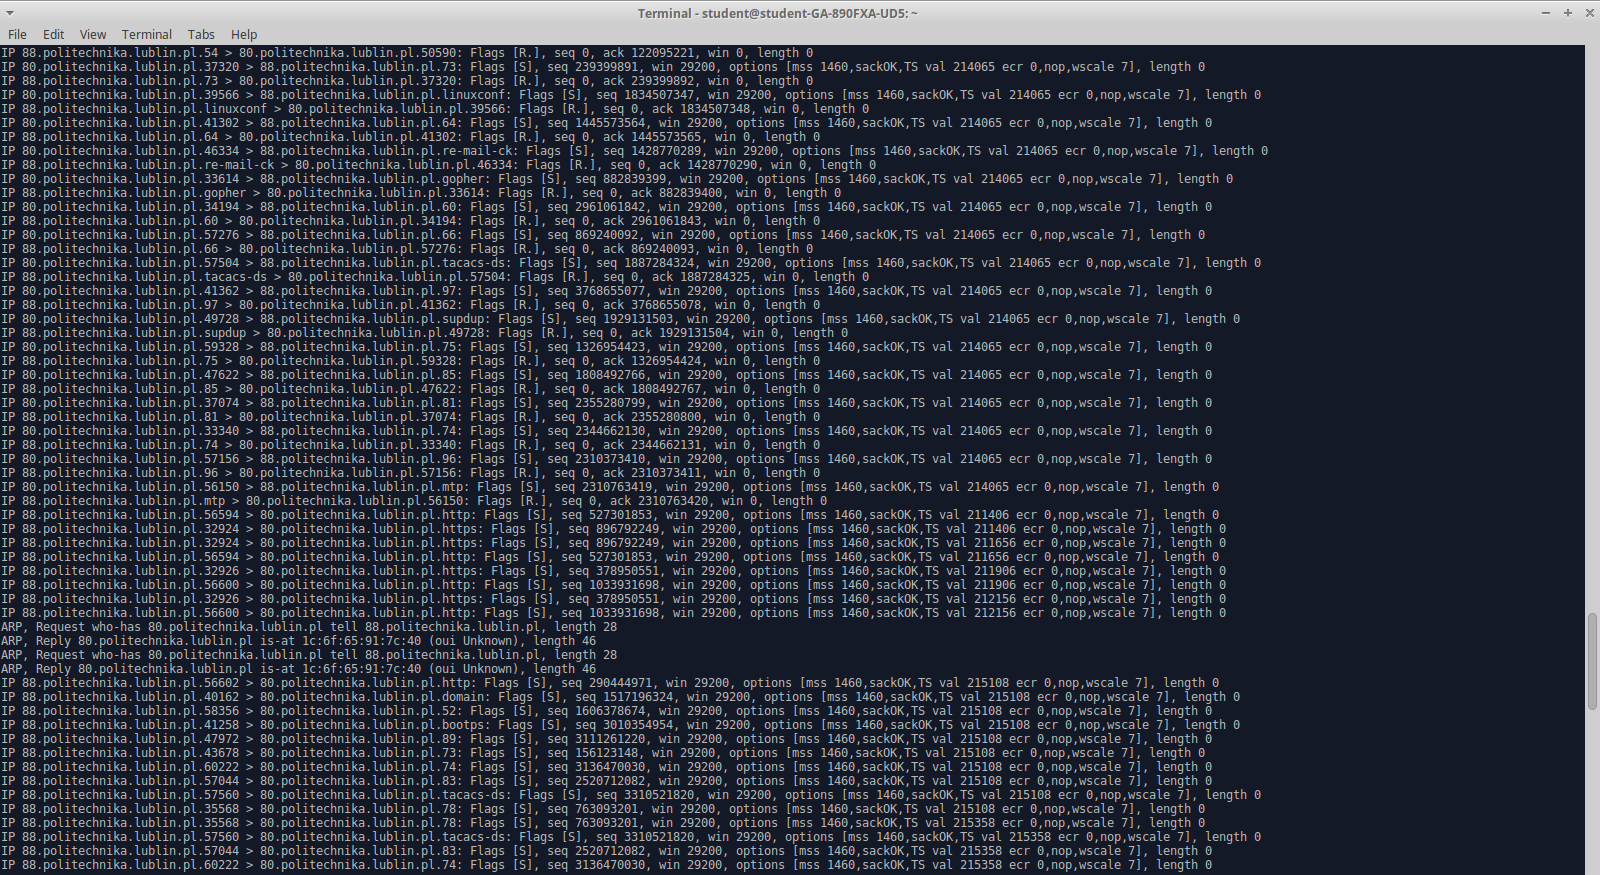 Terminal - student@student-GA-890FXA-UD5: ~
File Edit View Terminal Tabs Help
IP 88.politechnika.lublin.pl.54 > 80.politechnika.lublin.pl.50590: Flags [R.], seq 0, ack 122095221, win 0, length 0
IP 80.politechnika.lublin.pl.37320 > 88.politechnika.lublin.pl.73: Flags [S], seq 239399891, win 29200, options [mss 1460,sackOK,TS val 214065 ecr 0,nop,wscale 7], length 0
IP 88.politechnika.lublin.pl.73 > 80.politechnika.lublin.pl.37320: Flags [R.], seq 0, ack 239399892, win 0, length 0
IP 80.politechnika.lublin.pl.39566 > 88.politechnika.lublin.pl.linuxconf: Flags [S], seq 1834507347, win 29200, options [mss 1460,sackOK,TS val 214065 ecr 0,nop,wscale 7], length 0
IP 88.politechnika.lublin.pl.linuxconf > 80.politechnika.lublin.pl.39566: Flags [R.], seq 0, ack 1834507348, win 0, length 0
IP 80.politechnika.lublin.pl.41302 > 88.politechnika.lublin.pl.64: Flags [S], seq 1445573564, win 29200, options [mss 1460,sackOK,TS val 214065 ecr 0,nop,wscale 7], length 0
IP 88.politechnika.lublin.pl.64 > 80.politechnika.lublin.pl.41302: Flags [R.], seq 0, ack 1445573565, win 0, length 0
IP 80.politechnika.lublin.pl.46334 > 88.politechnika.lublin.pl.re-mail-ck: Flags [S], seq 1428770289, win 29200, options [mss 1460,sackOK,TS val 214065 ecr 0,nop,wscale 7], length 0
IP 88.politechnika.lublin.pl.re-mail-ck > 80.politechnika.lublin.pl.46334: Flags [R.], seq 0, ack 1428770290, win 0, length 0
IP 80.politechnika.lublin.pl.33614 > 88.politechnika.lublin.pl.gopher: Flags [S], seq 882839399, win 29200, options [mss 1460,sackOK,TS val 214065 ecr 0,nop,wscale 7], length 0
IP 88.politechnika.lublin.pl.gopher > 80.politechnika.lublin.pl.33614: Flags [R.], seq 0, ack 882839400, win 0, length 0
IP 80.politechnika.lublin.pl.34194 > 88.politechnika.lublin.pl.60: Flags [S], seq 2961061842, win 29200, options [mss 1460,sackOK,TS val 214065 ecr 0,nop,wscale 7], length 0
IP 88.politechnika.lublin.pl.60 > 80.politechnika.lublin.pl.34194: Flags [R.], seq 0, ack 2961061843, win 0, length 0
IP 80.politechnika.lublin.pl.57276 > 88.politechnika.lublin.pl.66: Flags [S], seq 869240092, win 29200, options [mss 1460,sackOK,TS val 214065 ecr 0,nop,wscale 7], length 0
IP 88.politechnika.lublin.pl.66 > 80.politechnika.lublin.pl.57276: Flags [R.], seq 0, ack 869240093, win 0, length 0
IP 80.politechnika.lublin.pl.57504 > 88.politechnika.lublin.pl.tacacs-ds: Flags [S], seq 1887284324, win 29200, options [mss 1460,sackOK,TS val 214065 ecr 0,nop,wscale 7], length 0
IP 88.politechnika.lublin.pl.tacacs-ds > 80.politechnika.lublin.pl.57504: Flags [R.], seq 0, ack 1887284325, win 0, length 0
IP 80.politechnika.lublin.pl.41362 > 88.politechnika.lublin.pl.97: Flags [S], seq 3768655077, win 29200, options [mss 1460,sackOK,TS val 214065 ecr 0,nop,wscale 7], length 0
IP 88.politechnika.lublin.pl.97 > 80.politechnika.lublin.pl.41362: Flags [R.], seq 0, ack 3768655078, win 0, length 0
IP 80.politechnika.lublin.pl.49728 > 88.politechnika.lublin.pl.supdup: Flags [S], seq 1929131503, win 29200, options [mss 1460,sackOK,TS val 214065 ecr 0,nop,wscale 7], length 0
IP 88.politechnika.lublin.pl.supdup > 80.politechnika.lublin.pl.49728: Flags [R.], seq 0, ack 1929131504, win 0, length 0
IP 80.politechnika.lublin.pl.59328 > 88.politechnika.lublin.pl.75: Flags [S], seq 1326954423, win 29200, options [mss 1460,sackOK,TS val 214065 ecr 0,nop,wscale 7], length 0
IP 88.politechnika.lublin.pl.75 > 80.politechnika.lublin.pl.59328: Flags [R.], seq 0, ack 1326954424, win 0, length 0
IP 80.politechnika.lublin.pl.47622 > 88.politechnika.lublin.pl.85: Flags [S], seq 1808492766, win 29200, options [mss 1460,sackOK,TS val 214065 ecr 0,nop,wscale 7], length 0
IP 88.politechnika.lublin.pl.85 > 80.politechnika.lublin.pl.47622: Flags [R.], seq 0, ack 1808492767, win 0, length 0
IP 80.politechnika.lublin.pl.37074 > 88.politechnika.lublin.pl.81: Flags [S], seq 2355280799, win 29200, options [mss 1460,sackOK,TS val 214065 ecr 0,nop,wscale 7], length 0
IP 88.politechnika.lublin.pl.81 > 80.politechnika.lublin.pl.37074: Flags [R.], seq 0, ack 2355280800, win 0, length 0
IP 80.politechnika.lublin.pl.33340 > 88.politechnika.lublin.pl.74: Flags [S], seq 2344662130, win 29200, options [mss 1460,sackOK,TS val 214065 ecr 0,nop,wscale 7], length 0
IP 88.politechnika.lublin.pl.74 > 80.politechnika.lublin.pl.33340: Flags [R.], seq 0, ack 2344662131, win 0, length 0
IP 80.politechnika.lublin.pl.57156 > 88.politechnika.lublin.pl.96: Flags [S], seq 2310373410, win 29200, options [mss 1460,sackOK,TS val 214065 ecr 0,nop,wscale 7], length 0
IP 88.politechnika.lublin.pl.96 > 80.politechnika.lublin.pl.57156: Flags [R.], seq 0, ack 2310373411, win 0, length 0
IP 80.politechnika.lublin.pl.56150 > 88.politechnika.lublin.pl.mtp: Flags [S], seq 2310763419, win 29200, options [mss 1460,sackOK,TS val 214065 ecr 0,nop,wscale 7], length 0
IP 88.politechnika.lublin.pl.mtp > 80.politechnika.lublin.pl.56150: Flags [R.], seq 0, ack 2310763420, win 0, length 0
IP 88.politechnika.lublin.pl.56594 > 80.politechnika.lublin.pl.http: Flags [S], seq 527301853, win 29200, options [mss 1460,sackOK,TS val 211406 ecr 0,nop,wscale 7], length 0
IP 88.politechnika.lublin.pl.32924 > 80.politechnika.lublin.pl.https: Flags [S], seq 896792249, win 29200, options [mss 1460,sackOK,TS val 211406 ecr 0,nop,wscale 7], length 0
IP 88.politechnika.lublin.pl.32924 > 80.politechnika.lublin.pl.https: Flags [S], seq 896792249, win 29200, options [mss 1460,sackOK,TS val 211656 ecr 0,nop,wscale 7], length 0
IP 88.politechnika.lublin.pl.56594 > 80.politechnika.lublin.pl.http: Flags [S], seq 527301853, win 29200, options [mss 1460,sackOK,TS val 211656 ecr 0,nop,wscale 7], length 0
IP 88.politechnika.lublin.pl.32926 > 80.politechnika.lublin.pl.https: Flags [S], seq 378950551, win 29200, options [mss 1460,sackOK,TS val 211906 ecr 0,nop,wscale 7], length 0
IP 88.politechnika.lublin.pl.56600 > 80.politechnika.lublin.pl.http: Flags [S], seq 1033931698, win 29200, options [mss 1460,sackOK,TS val 211906 ecr 0,nop,wscale 7], length 0
IP 88.politechnika.lublin.pl.32926 > 80.politechnika.lublin.pl.https: Flags [S], seq 378950551, win 29200, options [mss 1460,sackOK,TS val 212156 ecr 0,nop,wscale 7], length 0
IP 88.politechnika.lublin.pl.56600 > 80.politechnika.lublin.pl.http: Flags [S], seq 1033931698, win 29200, options [mss 1460,sackOK,TS val 212156 ecr 0,nop,wscale 7], length 0
ARP, Request who-has 80.politechnika.lublin.pl tell 88.politechnika.lublin.pl, length 28
ARP, Reply 80.politechnika.lublin.pl is-at 1c:6f:65:91:7c:40 (oui Unknown), length 46
ARP, Request who-has 80.politechnika.lublin.pl tell 88.politechnika.lublin.pl, length 28
ARP, Reply 80.politechnika.lublin.pl is-at 1c:6f:65:91:7c:40 (oui Unknown), length 46
IP 88.politechnika.lublin.pl.56602 > 80.politechnika.lublin.pl.http: Flags [S], seq 290444971, win 29200, options [mss 1460,sackOK,TS val 215108 ecr 0,nop,wscale 7], length 0
IP 88.politechnika.lublin.pl.40162 > 80.politechnika.lublin.pl.domain: Flags [S], seq 1517196324, win 29200, options [mss 1460,sackOK,TS val 215108 ecr 0,nop,wscale 7], length 0
IP 88.politechnika.lublin.pl.58356 > 80.politechnika.lublin.pl.52: Flags [S], seq 1606378674, win 29200, options [mss 1460,sackOK,TS val 215108 ecr 0,nop,wscale 7], length 0
IP 88.politechnika.lublin.pl.41258 > 80.politechnika.lublin.pl.bootps: Flags [S], seq 3010354954, win 29200, options [mss 1460,sackOK,TS val 215108 ecr 0,nop,wscale 7], length 0
IP 88.politechnika.lublin.pl.47972 > 80.politechnika.lublin.pl.89: Flags [S], seq 3111261220, win 29200, options [mss 1460,sackOK,TS val 215108 ecr 0,nop,wscale 7], length 0
IP 88.politechnika.lublin.pl.43678 > 80.politechnika.lublin.pl.73: Flags [S], seq 156123148, win 29200, options [mss 1460,sackOK,TS val 215108 ecr 0,nop,wscale 7], length 0
IP 88.politechnika.lublin.pl.60222 > 80.politechnika.lublin.pl.74: Flags [S], seq 3136470030, win 29200, options [mss 1460,sackOK,TS val 215108 ecr 0,nop,wscale 7], length 0
IP 88.politechnika.lublin.pl.57044 > 80.politechnika.lublin.pl.83: Flags [S], seq 2520712082, win 29200, options [mss 1460,sackOK,TS val 215108 ecr 0,nop,wscale 7], length 0
IP 88.politechnika.lublin.pl.57560 > 80.politechnika.lublin.pl.tacacs-ds: Flags [S], seq 3310521820, win 29200, options [mss 1460,sackOK,TS val 215108 ecr 0,nop,wscale 7], length 0
IP 88.politechnika.lublin.pl.35568 > 80.politechnika.lublin.pl.78: Flags [S], seq 763093201, win 29200, options [mss 1460,sackOK,TS val 215108 ecr 0,nop,wscale 7], length 0
IP 88.politechnika.lublin.pl.35568 > 80.politechnika.lublin.pl.78: Flags [S], seq 763093201, win 29200, options [mss 1460,sackOK,TS val 215358 ecr 0,nop,wscale 7], length 0
IP 88.politechnika.lublin.pl.57560 > 80.politechnika.lublin.pl.tacacs-ds: Flags [S], seq 3310521820, win 29200, options [mss 1460,sackOK,TS val 215358 ecr 0,nop,wscale 7], length 0
IP 88.politechnika.lublin.pl.57044 > 80.politechnika.lublin.pl.83: Flags [S], seq 2520712082, win 29200, options [mss 1460,sackOK,TS val 215358 ecr 0,nop,wscale 7], length 0
IP 88.politechnika.lublin.pl.60222 > 80.politechnika.lublin.pl.74: Flags [S], seq 3136470030, win 29200, options [mss 1460,sackOK,TS val 215358 ecr 0,nop,wscale 7], length 0